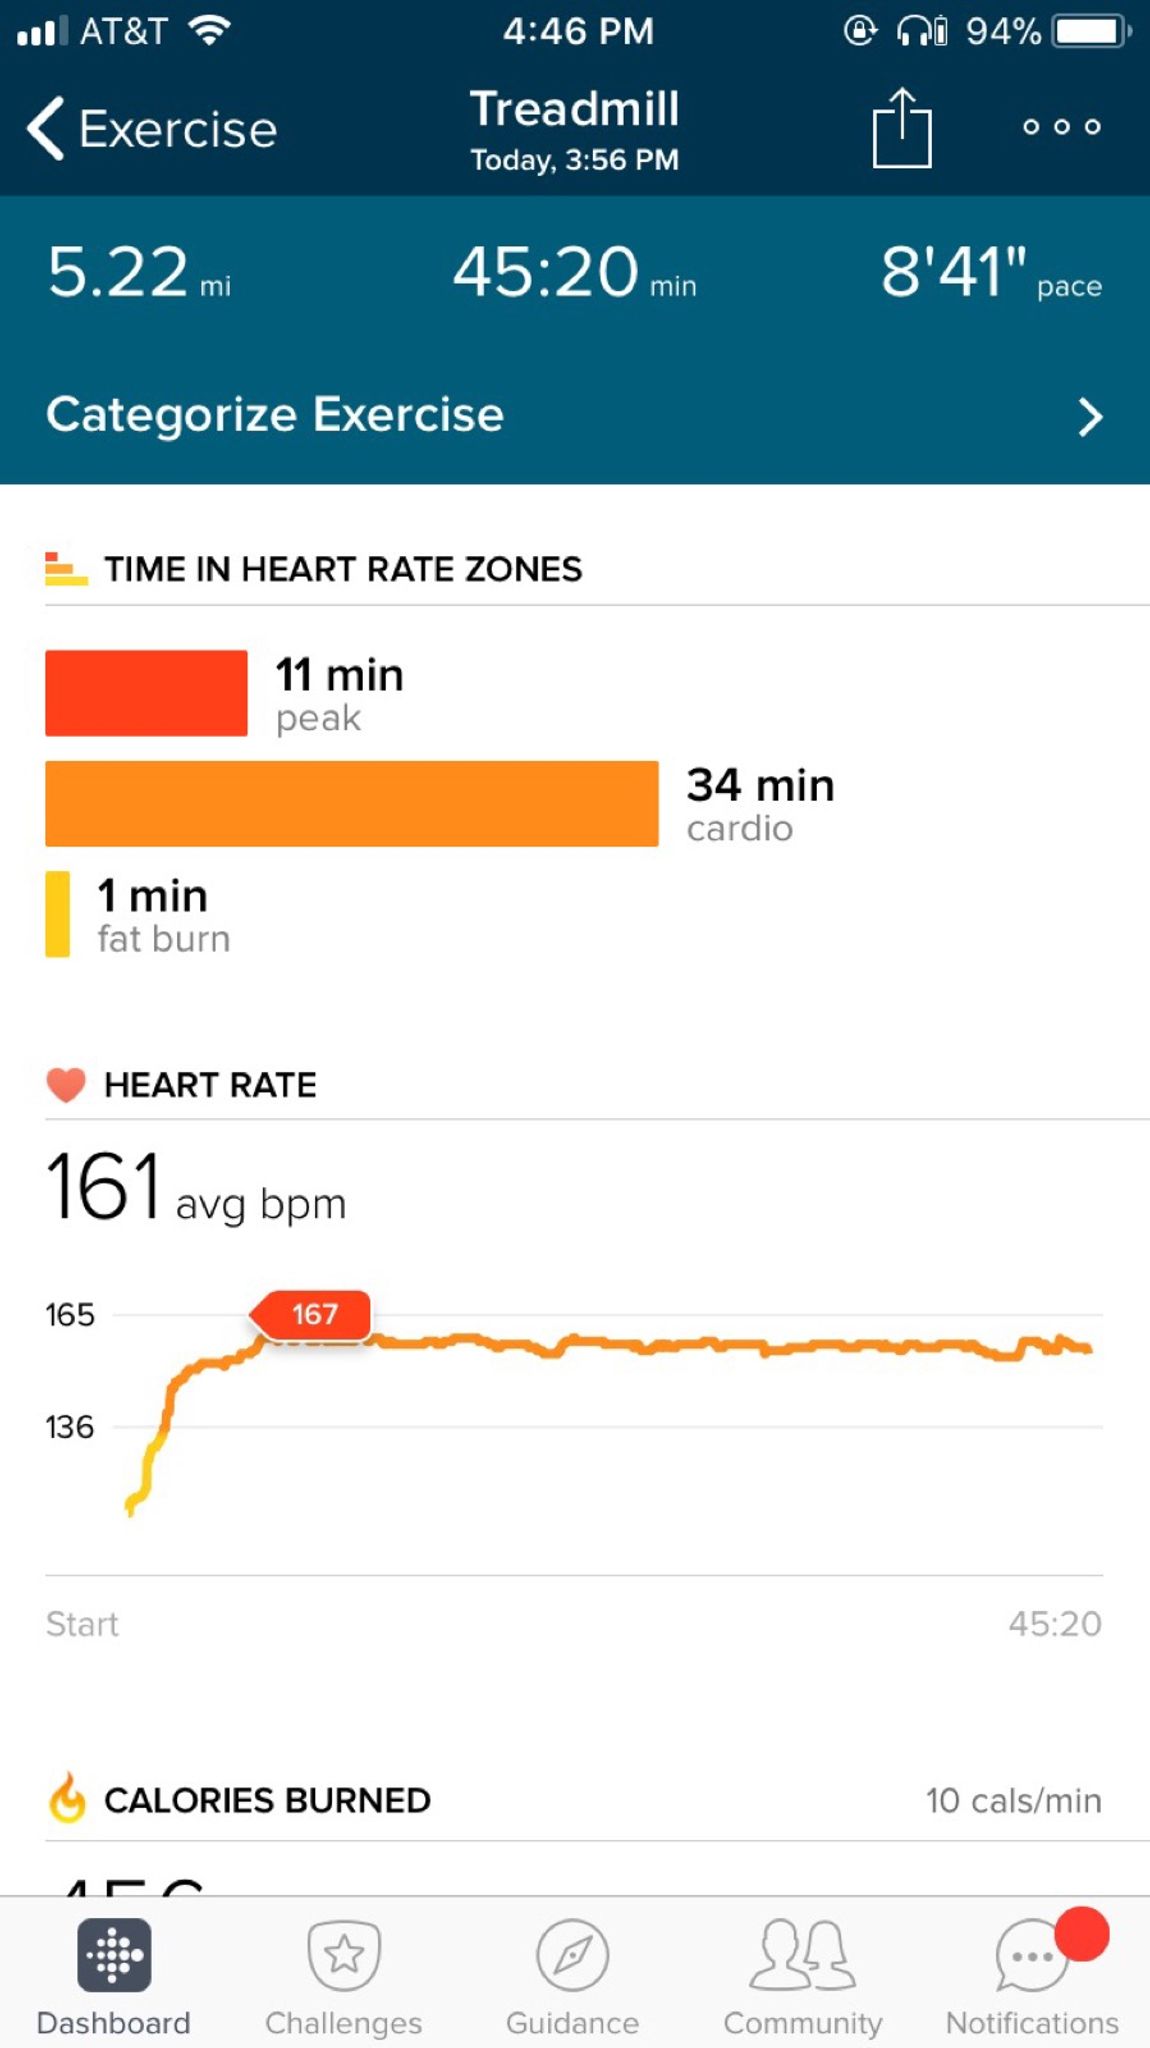 AT&T 4:46 PM 94%
Exercise
Treadmill
Today, 3:56 PM
5.22 mi 45:20 min 8'41" pace
Categorize Exercise
TIME IN HEART RATE ZONES
11 min
peak
34 min
cardio
1 min
fat burn
HEART RATE
161 avg bpm
165
167
136
Start 45:20
CALORIES BURNED 10 cals/min
Dashboard Challenges Guidance Community Notifications